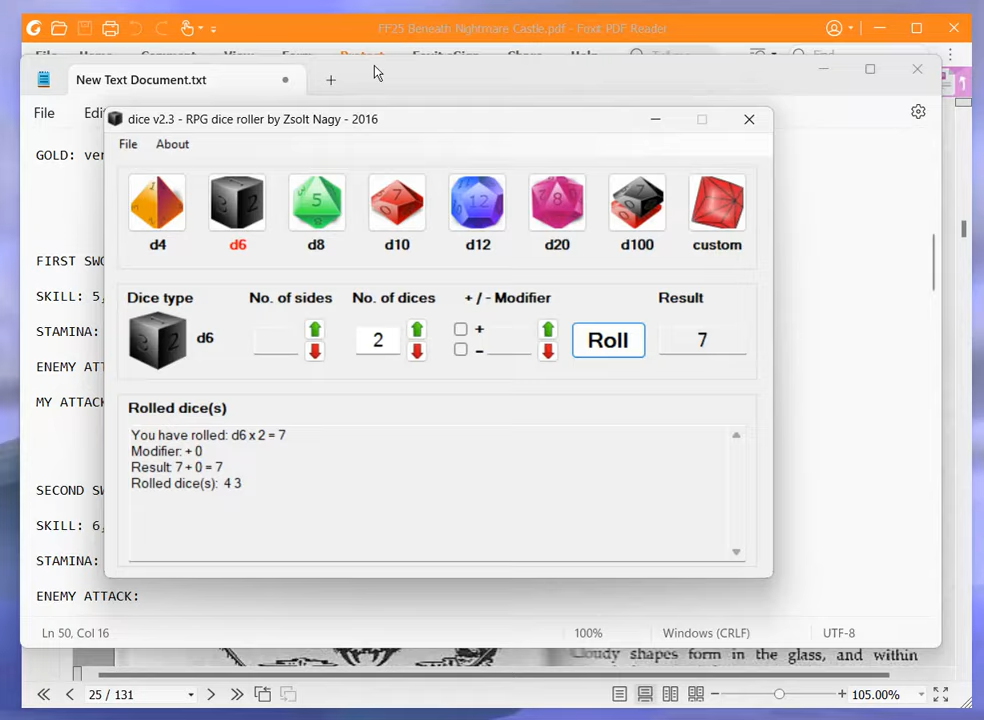 FF25 Beneath Nightmare Castle.pdf - Foxit PDF Reader
New Text Document.txt
File
dice v2.3 - RPG dice roller by Zsolt Nagy - 2016
File About
GOLD:
d4 d6 d8 d10 d12 d20 d100 custom
FIRST
SKILL: 5,
STAMINA:
ENEMY
MY
Dice type No. of sides No. of dices + / - Modifier Result
d6 2 + - Roll 7
Rolled dice(s)
You have rolled: d6 x 2 = 7
Modifier: + 0
Result: 7 + 0 = 7
Rolled dice(s): 4 3
SECOND
SKILL: 6,
STAMINA:
ENEMY ATTACK:
Ln 50, Col 16 100% Windows (CRLF) UTF-8
Cloudy shapes form in the glass, and within
25 / 131 105.00%